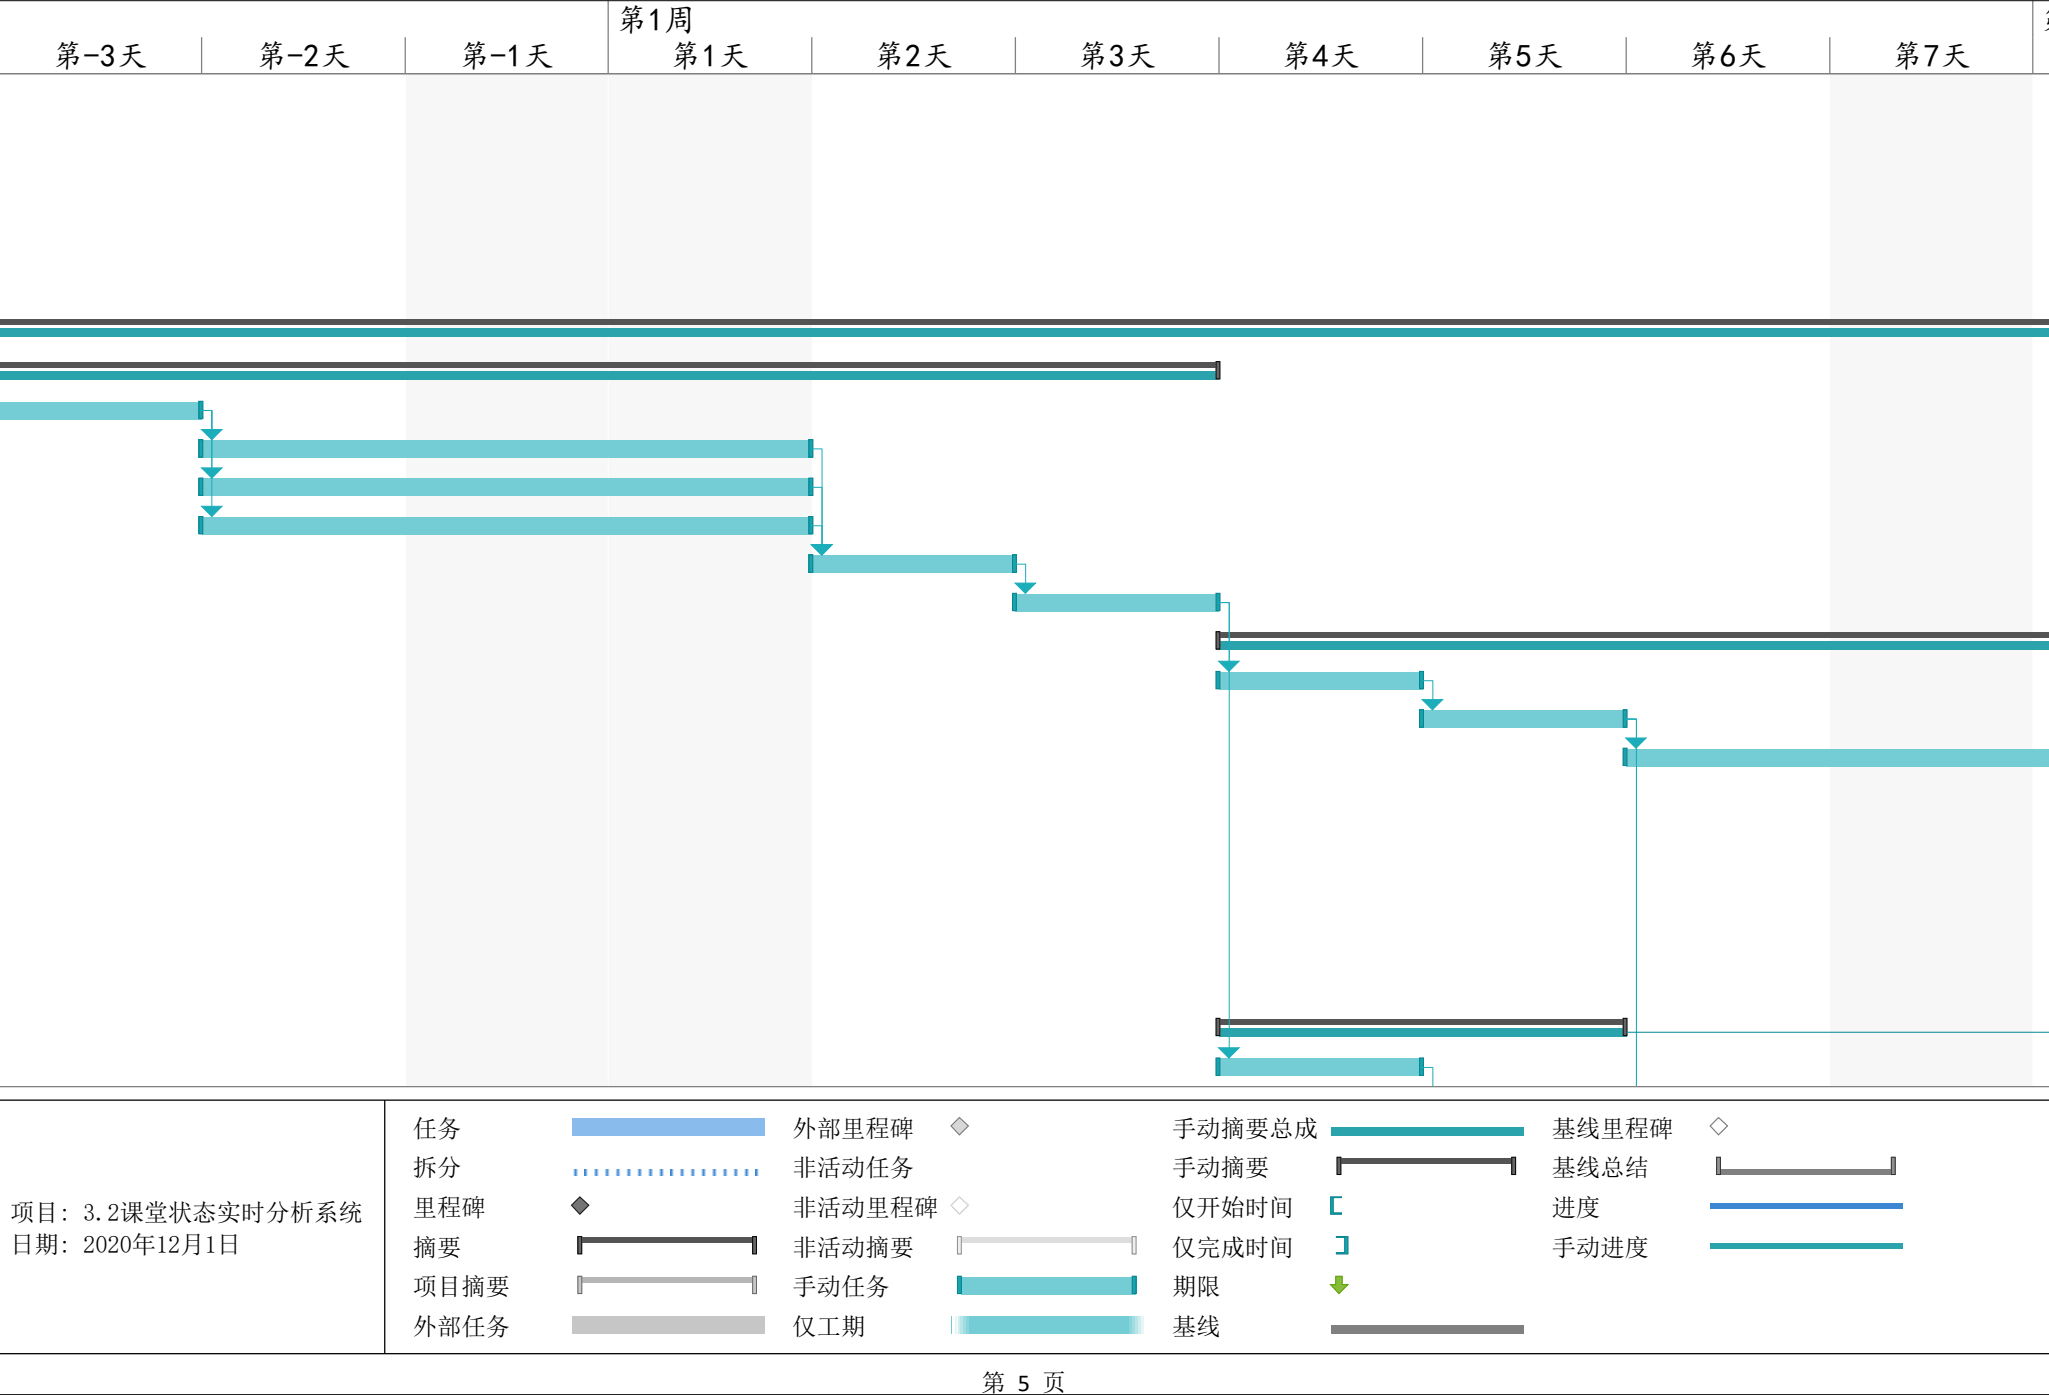 第1周
第-3天 第-2天 第-1天 第1天 第2天 第3天 第4天 第5天 第6天 第7天
任务 外部里程碑 手动摘要总成 基线里程碑
拆分 非活动任务 手动摘要 基线总结
里程碑 非活动里程碑 仅开始时间 进度
摘要 非活动摘要 仅完成时间 手动进度
项目摘要 手动任务 期限
外部任务 仅工期 基线
项目: 3.2课堂状态实时分析系统
日期: 2020年12月1日
第 5 页